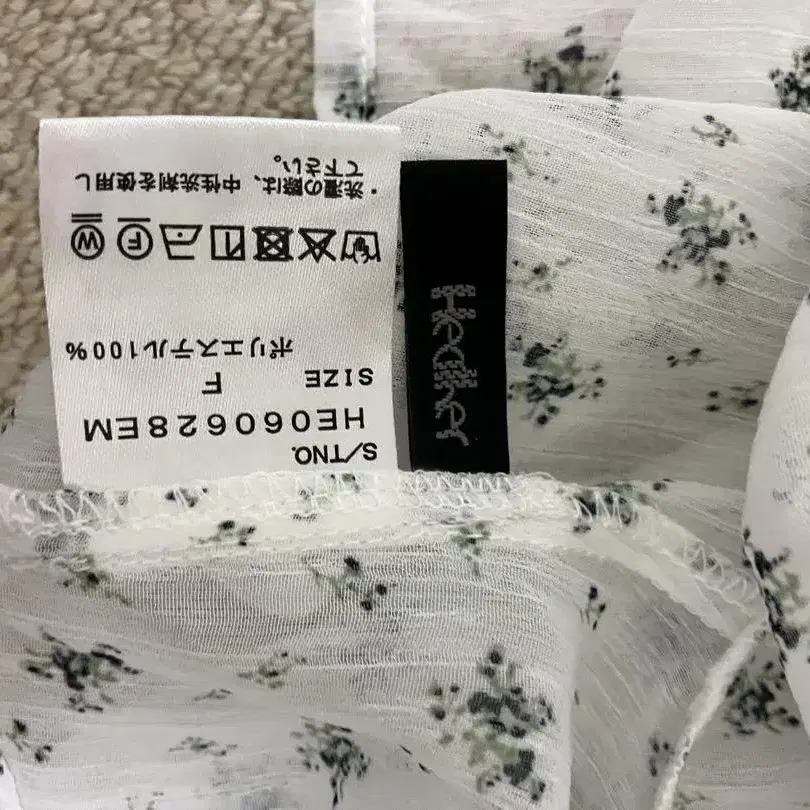 S/TNO.
HE060628EM
SIZE F
ポリエステル100%
W F
・洗濯の際は、中性洗剤を使用し
て下さい。
Heather